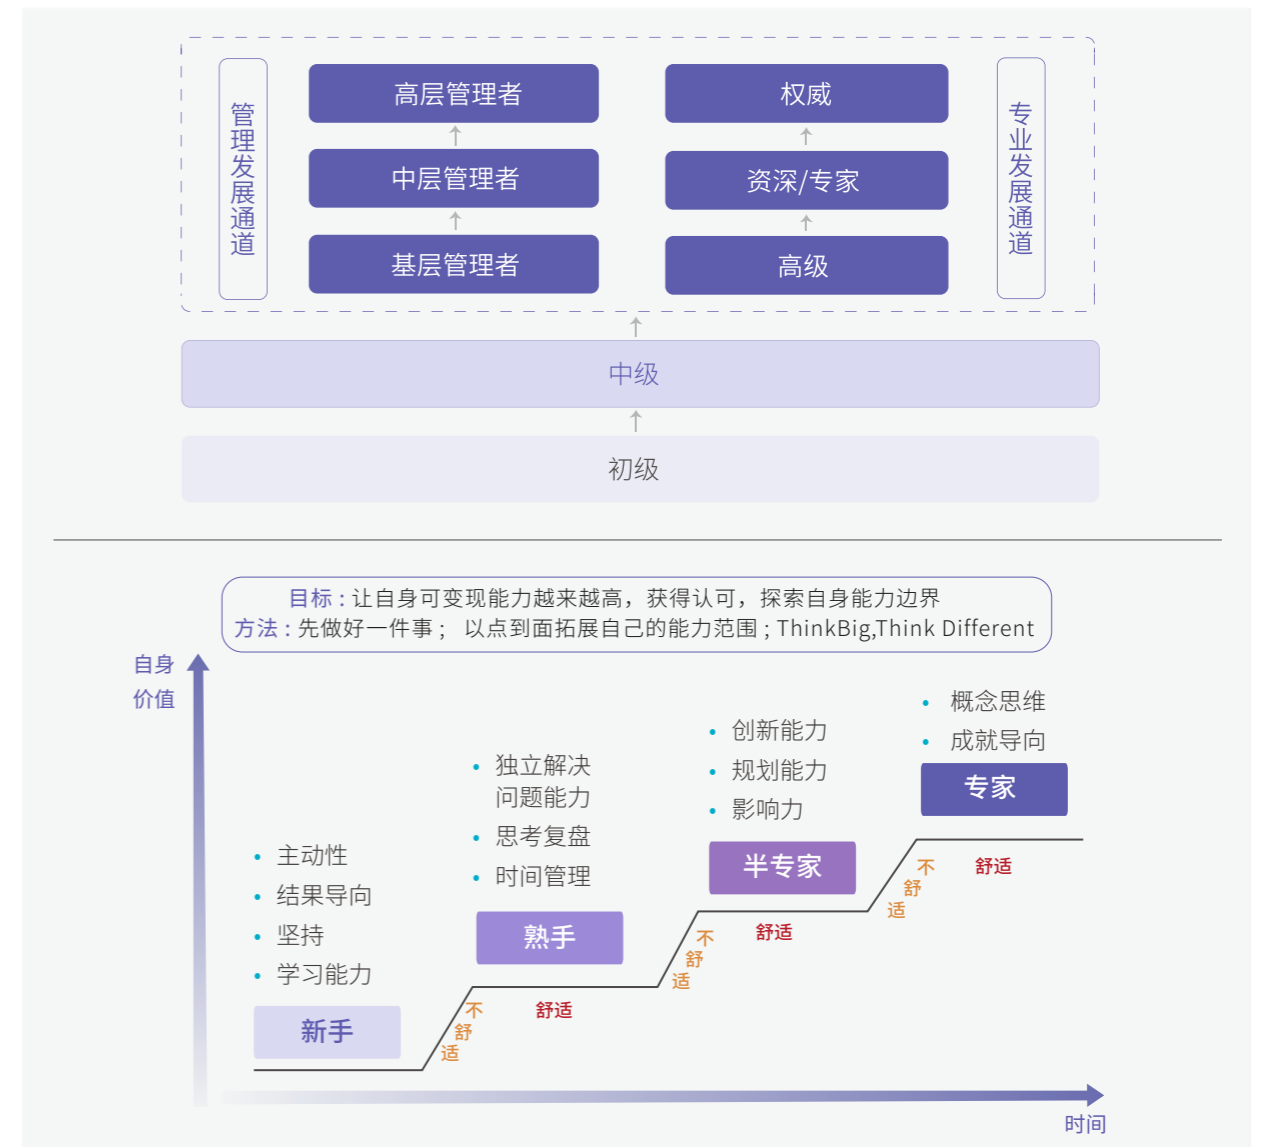 管理发展通道
高层管理者
中层管理者
基层管理者
权威
资深/专家
高级
专业发展通道
中级
初级
目标 : 让自身可变现能力越来越高，获得认可，探索自身能力边界
方法 : 先做好一件事 ; 以点到面拓展自己的能力范围 ; ThinkBig,Think Different
自身
价值
• 主动性
• 结果导向
• 坚持
• 学习能力
新手
不舒适
• 独立解决
问题能力
• 思考复盘
• 时间管理
熟手
舒适
不舒适
• 创新能力
• 规划能力
• 影响力
半专家
舒适
不舒适
• 概念思维
• 成就导向
专家
舒适
时间